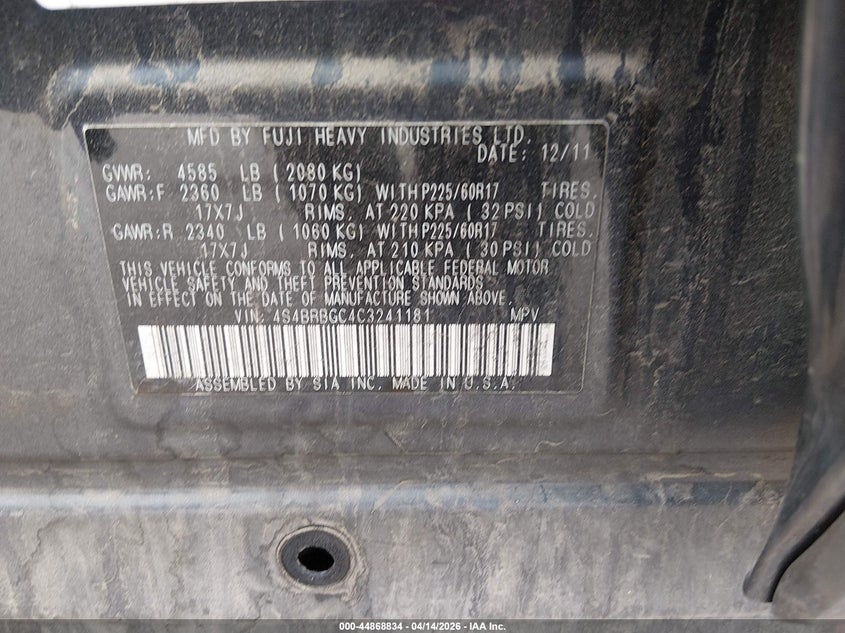 MFD BY FUJI HEAVY INDUSTRIES LTD.
DATE: 12/11
GVWR: 4585 LB (2080 KG)
GAWR:F 2360 LB (1070 KG) WITH P225/60R17 TIRES,
17X7J RIMS, AT 220 KPA (32 PSI) COLD
GAWR:R 2340 LB (1060 KG) WITH P225/60R17 TIRES,
17X7J RIMS, AT 210 KPA (30 PSI) COLD
THIS VEHICLE CONFORMS TO ALL APPLICABLE FEDERAL MOTOR
VEHICLE SAFETY AND THEFT PREVENTION STANDARDS
IN EFFECT ON THE DATE OF MANUFACTURE SHOWN ABOVE.
VIN: 4S4BRBGC4C3241181 MPV
ASSEMBLED BY SIA INC. MADE IN U.S.A.
000-44868834 - 04/14/2026 - IAA Inc.